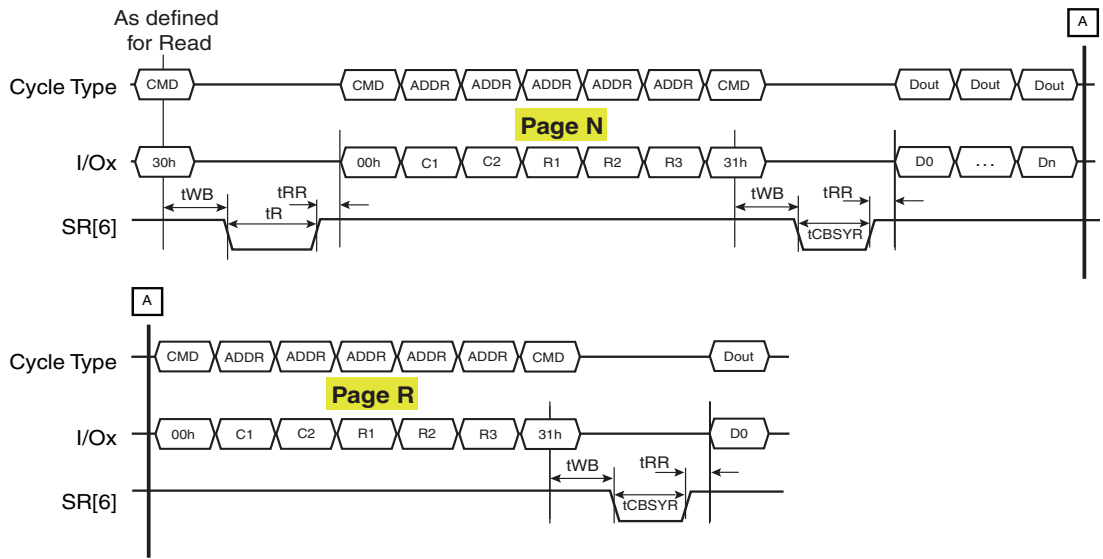 As defined
for Read
A
Cycle Type CMD CMD ADDR ADDR ADDR ADDR ADDR CMD Dout Dout Dout
Page N
I/Ox 30h 00h C1 C2 R1 R2 R3 31h D0 ... Dn
tWB tR tRR tWB tRR
SR[6] tCBSYR
A
Cycle Type CMD ADDR ADDR ADDR ADDR ADDR CMD Dout
Page R
I/Ox 00h C1 C2 R1 R2 R3 31h D0
tWB tRR
SR[6] tCBSYR